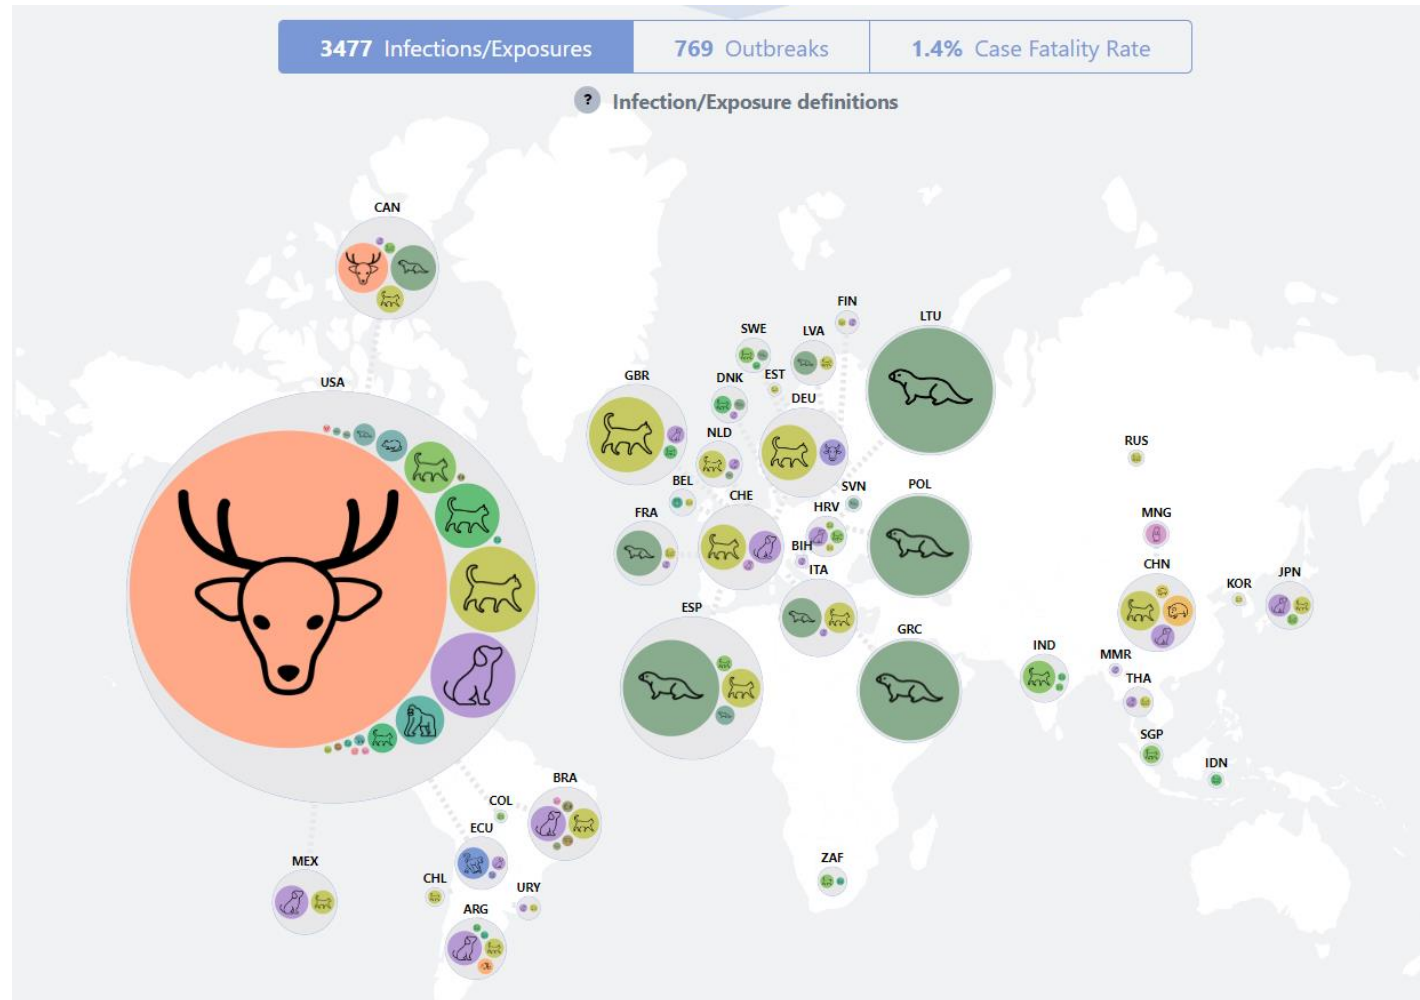 3477 Infections/Exposures
769 Outbreaks
1.4% Case Fatality Rate
? Infection/Exposure definitions
CAN
USA
FIN
LTU
SWE
LVA
GBR
DNK
EST
DEU
NLD
RUS
BEL
SVN
POL
CHE
HRV
FRA
MNG
BIH
ITA
CHN
KOR
JPN
ESP
GRC
IND
MMR
THA
SGP
IDN
BRA
COL
ECU
MEX
ZAF
CHL
URY
ARG